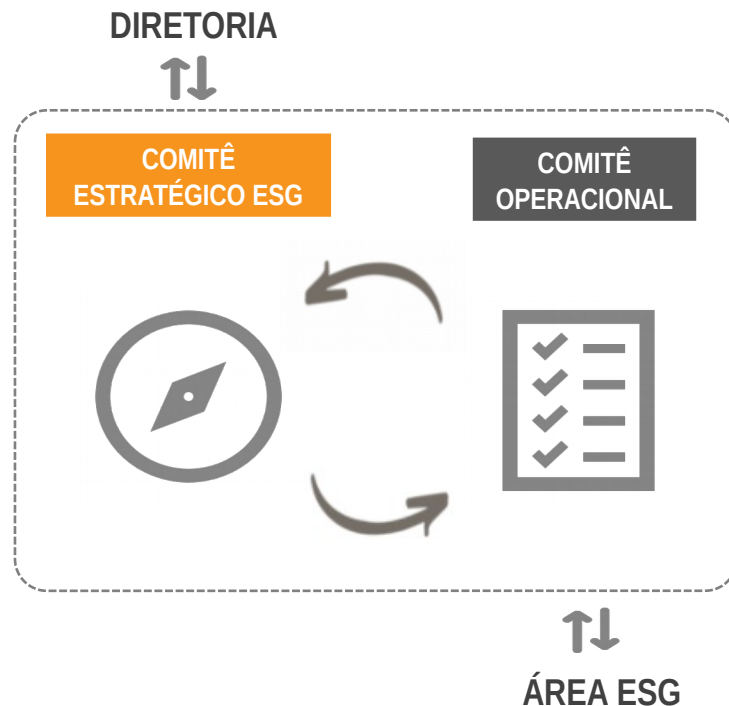 DIRETORIA
COMITÊ
ESTRATÉGICO ESG
COMITÊ
OPERACIONAL
ÁREA ESG